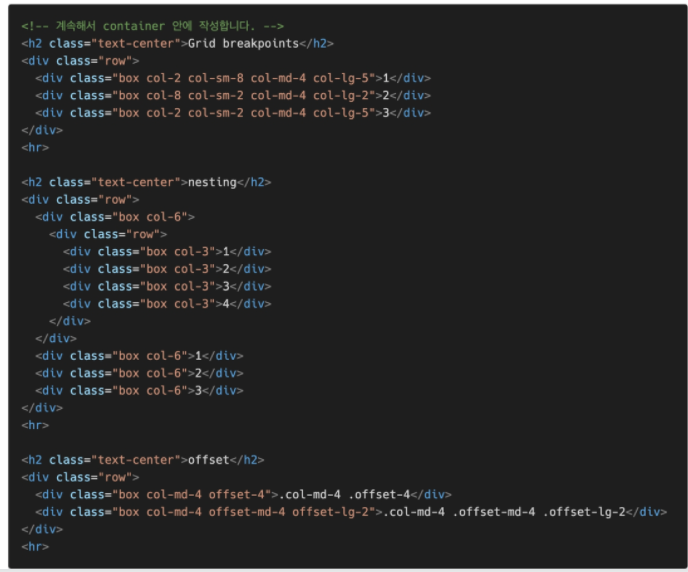 <!-- 계속해서 container 안에 작성합니다. -->
<h2 class="text-center">Grid breakpoints</h2>
<div class="row">
  <div class="box col-2 col-sm-8 col-md-4 col-lg-5">1</div>
  <div class="box col-8 col-sm-2 col-md-4 col-lg-2">2</div>
  <div class="box col-2 col-sm-2 col-md-4 col-lg-5">3</div>
</div>
<hr>

<h2 class="text-center">nesting</h2>
<div class="row">
  <div class="box col-6">
    <div class="row">
      <div class="box col-3">1</div>
      <div class="box col-3">2</div>
      <div class="box col-3">3</div>
      <div class="box col-3">4</div>
    </div>
  </div>
  <div class="box col-6">1</div>
  <div class="box col-6">2</div>
  <div class="box col-6">3</div>
</div>
<hr>

<h2 class="text-center">offset</h2>
<div class="row">
  <div class="box col-md-4 offset-4">.col-md-4 .offset-4</div>
  <div class="box col-md-4 offset-md-4 offset-lg-2">.col-md-4 .offset-md-4 .offset-lg-2</div>
</div>
<hr>